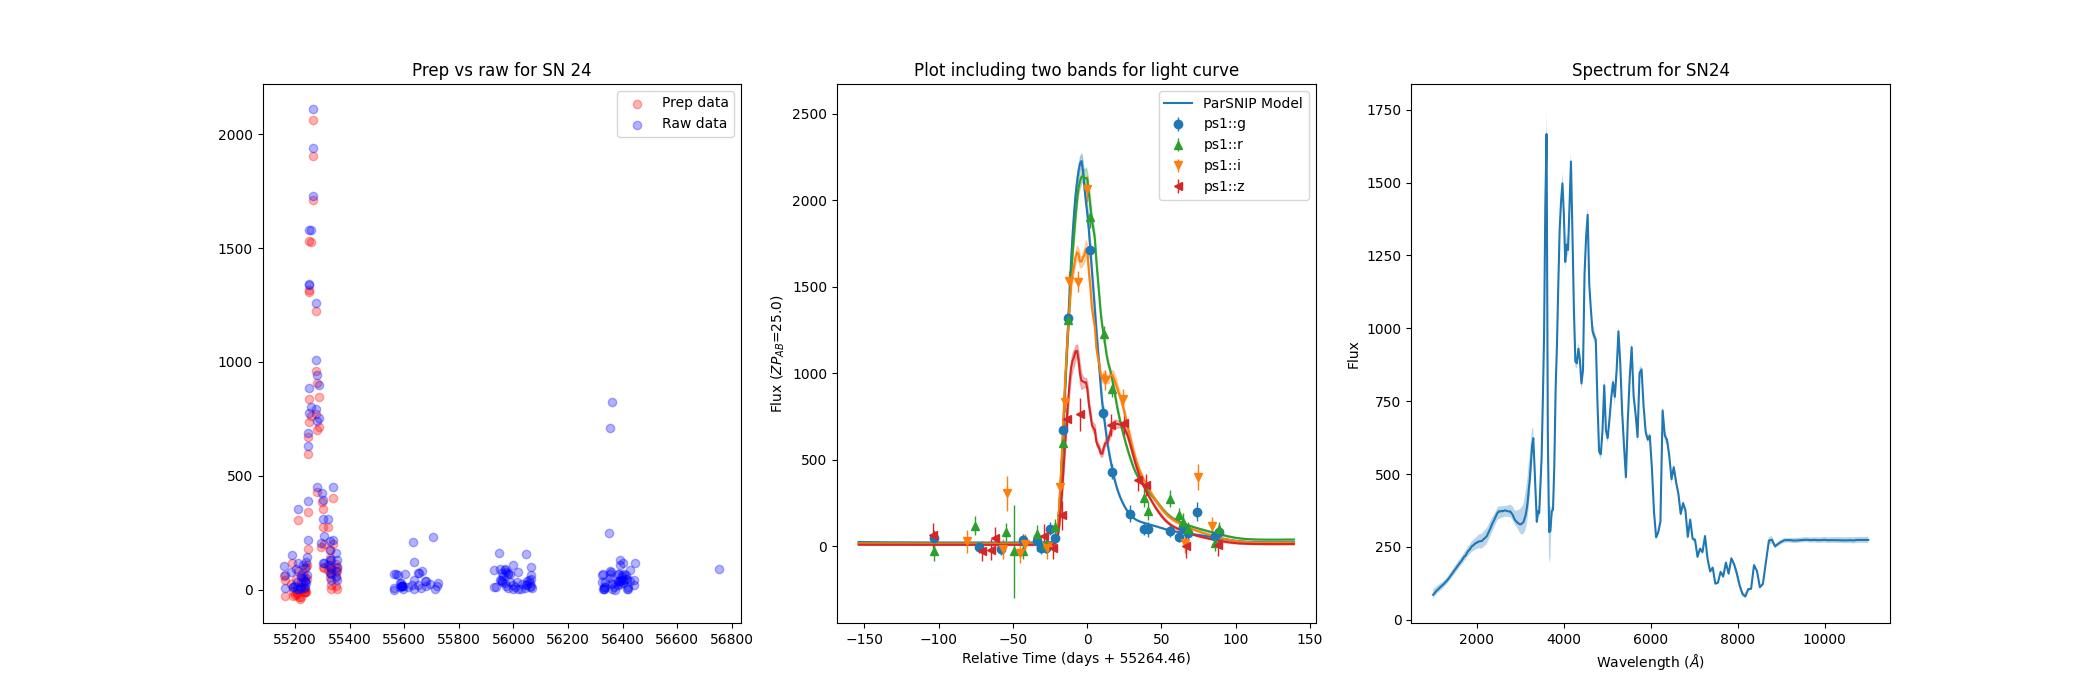 Prep vs raw for SN 24
Prep data
Raw data
2000
1500
1000
500
0
55200 55400 55600 55800 56000 56200 56400 56600 56800
Plot including two bands for light curve
ParSNIP Model
ps1::g
ps1::r
ps1::i
ps1::z
Flux (ZP_AB=25.0)
2500
2000
1500
1000
500
0
−150 −100 −50 0 50 100 150
Relative Time (days + 55264.46)
Spectrum for SN24
Flux
1750
1500
1250
1000
750
500
250
0
2000 4000 6000 8000 10000
Wavelength (Å)